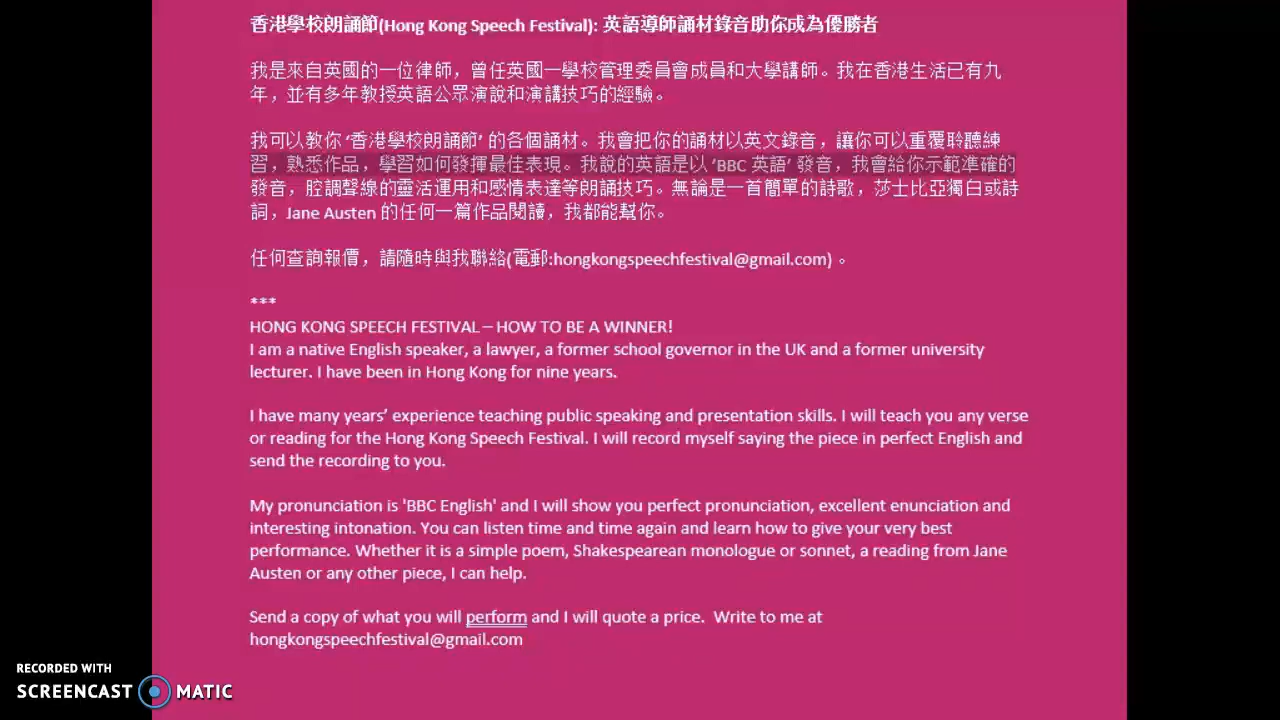 香港學校朗誦節(Hong Kong Speech Festival): 英語導師誦材錄音助你成為優勝者
我是來自英國的一位律師，曾任英國一學校管理委員會成員和大學講師。我在香港生活已有九
年，並有多年教授英語公眾演說和演講技巧的經驗。
我可以教你 ‘香港學校朗誦節’ 的各個誦材。我會把你的誦材以英文錄音，讓你可以重覆聆聽練
習，熟悉作品，學習如何發揮最佳表現。我說的英語是以 ‘BBC 英語’ 發音，我會給你示範準確的
發音，腔調聲線的靈活運用和感情表達等朗誦技巧。無論是一首簡單的詩歌，莎士比亞獨白或詩
詞，Jane Austen 的任何一篇作品閱讀，我都能幫你。
任何查詢報價，請隨時與我聯絡(電郵:hongkongspeechfestival@gmail.com) 。
***
HONG KONG SPEECH FESTIVAL – HOW TO BE A WINNER!
I am a native English speaker, a lawyer, a former school governor in the UK and a former university
lecturer. I have been in Hong Kong for nine years.
I have many years’ experience teaching public speaking and presentation skills. I will teach you any verse
or reading for the Hong Kong Speech Festival. I will record myself saying the piece in perfect English and
send the recording to you.
My pronunciation is 'BBC English' and I will show you perfect pronunciation, excellent enunciation and
interesting intonation. You can listen time and time again and learn how to give your very best
performance. Whether it is a simple poem, Shakespearean monologue or sonnet, a reading from Jane
Austen or any other piece, I can help.
Send a copy of what you will perform and I will quote a price.  Write to me at
hongkongspeechfestival@gmail.com
RECORDED WITH
SCREENCAST MATIC